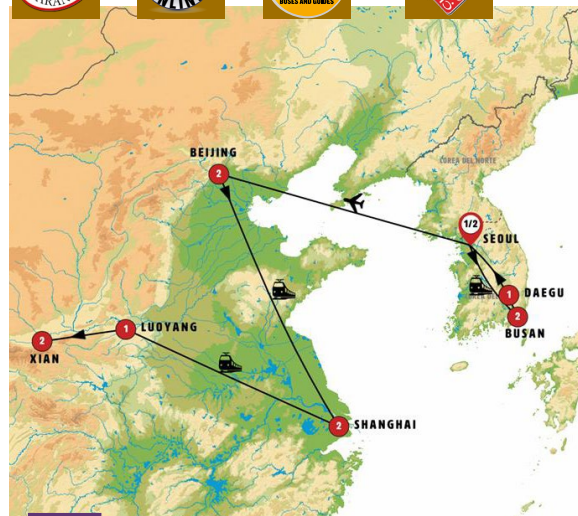 BUSES AND GUIDES
BEIJING
2
COREA DEL NORTE
1/2
SEOUL
1
DAEGU
2
BUSAN
1
LUOYANG
2
XIAN
2
SHANGHAI